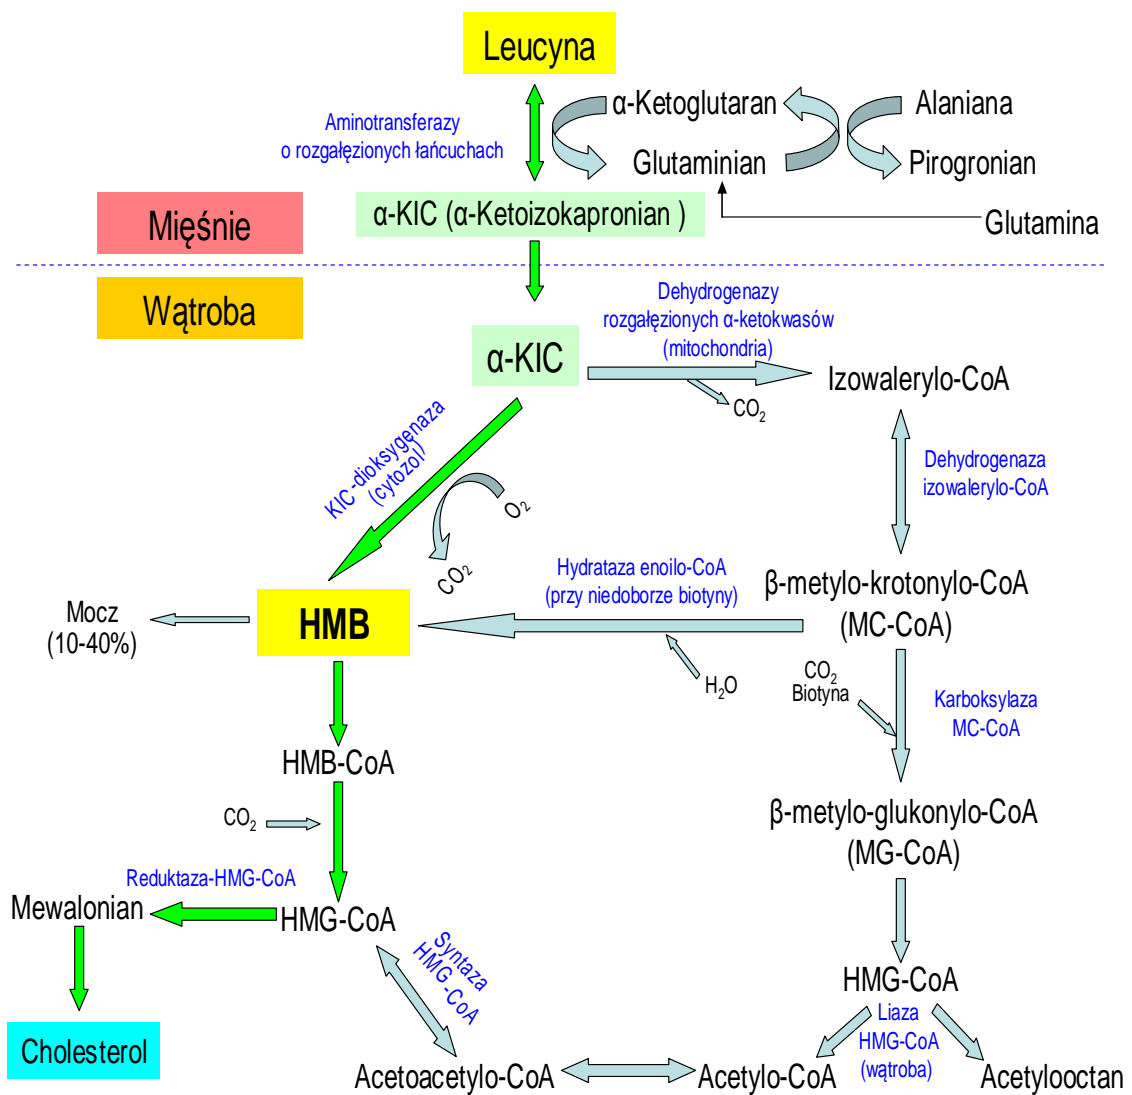 Leucyna
Aminotransferazy
o rozgałęzionych łańcuchach
α-Ketoglutaran
Alaniana
Glutaminian
Pirogronian
Glutamina
α-KIC (α-Ketoizokapronian )
Mięśnie
Wątroba
Dehydrogenazy
rozgałęzionych α-ketokwasów
(mitochondria)
α-KIC
CO₂
Izowalerylo-CoA
KIC-dioksygenaza
(cytozol)
O₂
CO₂
Dehydrogenaza
izowalerylo-CoA
Hydrataza enoilo-CoA
(przy niedoborze biotyny)
β-metylo-krotonylo-CoA
(MC-CoA)
Mocz
(10-40%)
HMB
H₂O
CO₂
Biotyna
Karboksylaza
MC-CoA
HMB-CoA
CO₂
β-metylo-glukonylo-CoA
(MG-CoA)
Reduktaza-HMG-CoA
Mewalonian
HMG-CoA
Syntaza
HMG-CoA
HMG-CoA
Liaza
HMG-CoA
(wątroba)
Cholesterol
Acetoacetylo-CoA
Acetylo-CoA
Acetylooctan